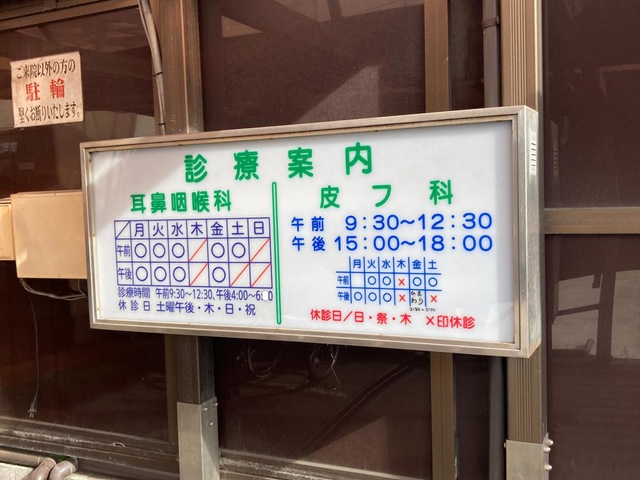 ご来院以外の方の
駐輪
堅くお断りいたします。
診療案内
耳鼻咽喉科
月 火 水 木 金 土 日
午前 ○ ○ ○ ／ ○ ○ ／
午後 ○ ○ ○ ／ ○ ／ ／
診療時間 午前9:30~12:30、午後4:00~6:00
休診日 土曜午後・木・日・祝
皮フ科
午前 9:30~12:30
午後 15:00~18:00
月 火 水 木 金 土
午前 ○ ○ ○ × ○ ○
午後 ○ ○ ○ × ×
休診日/日・祭・木 ×印休診